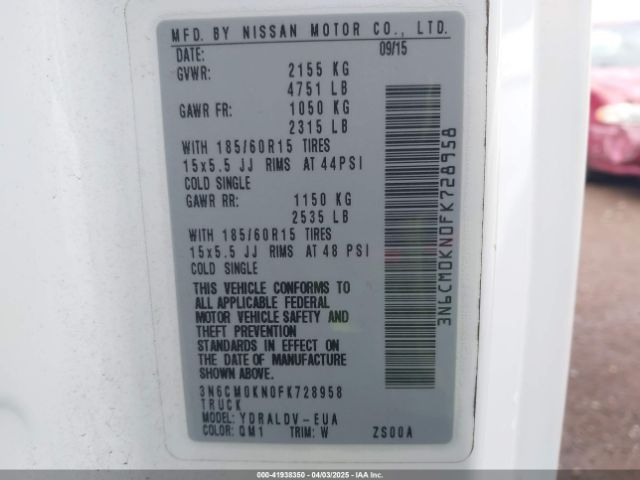 MFD. BY NISSAN MOTOR CO., LTD.
DATE: 09/15
GVWR: 2155 KG
4751 LB
GAWR FR: 1050 KG
2315 LB
WITH 185/60R15 TIRES
15x5.5 JJ RIMS AT 44PSI
COLD SINGLE
GAWR RR: 1150 KG
2535 LB
WITH 185/60R15 TIRES
15x5.5 JJ RIMS AT 48 PSI
COLD SINGLE
THIS VEHICLE CONFORMS TO
ALL APPLICABLE FEDERAL
MOTOR VEHICLE SAFETY AND
THEFT PREVENTION
STANDARDS IN EFFECT ON
THE DATE OF MANUFACTURE
SHOWN ABOVE.
3N6CM0KN0FK728958
TRUCK
MODEL: YDRALDV-EUA
COLOR: QM1 TRIM: W ZS00A
3N6CM0KN0FK728958
000-41938350 - 04/03/2025 - IAAI.COM